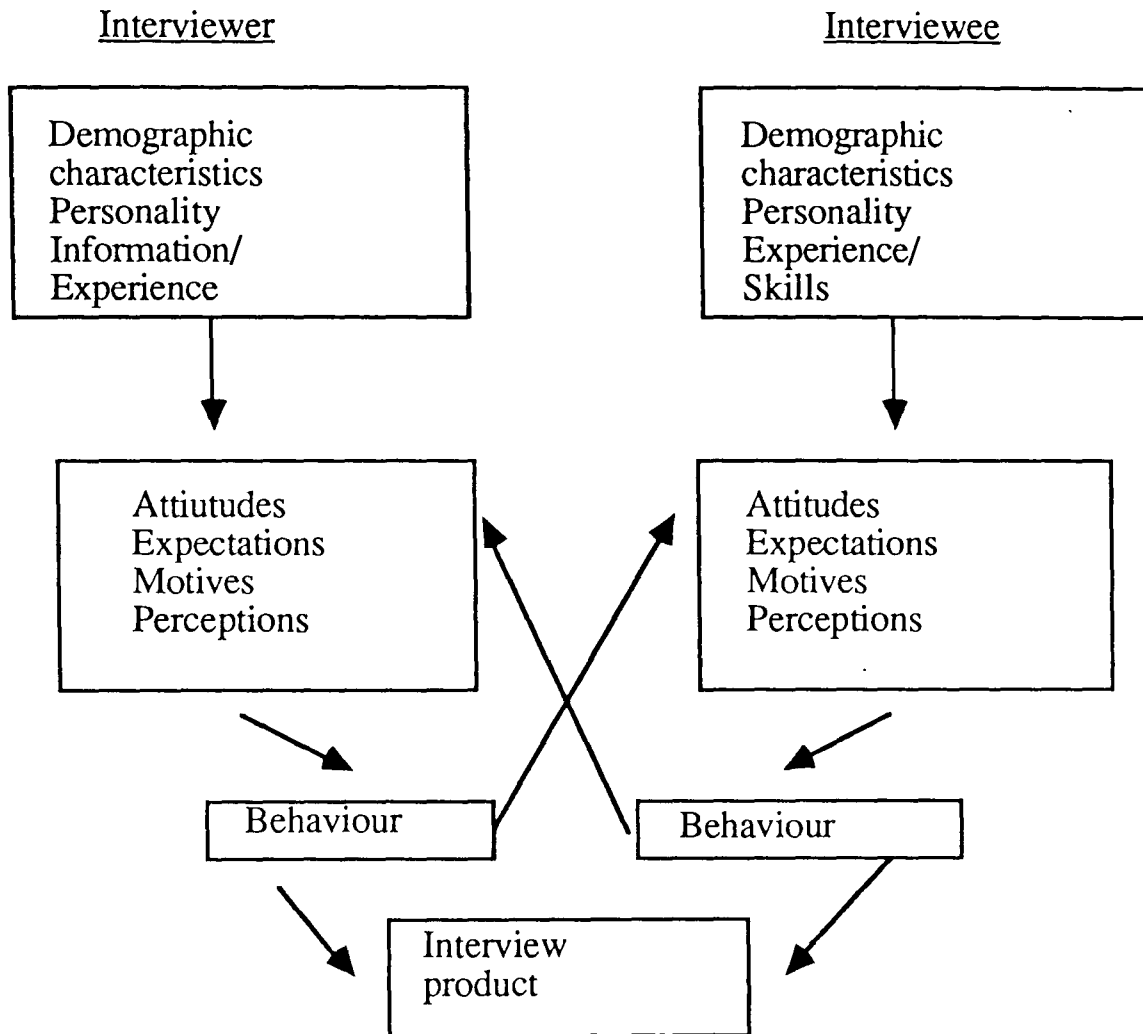 Interviewer
Interviewee
Demographic
characteristics
Personality
Information/
Experience
Demographic
characteristics
Personality
Experience/
Skills
Attiutudes
Expectations
Motives
Perceptions
Attitudes
Expectations
Motives
Perceptions
Behaviour
Behaviour
Interview
product